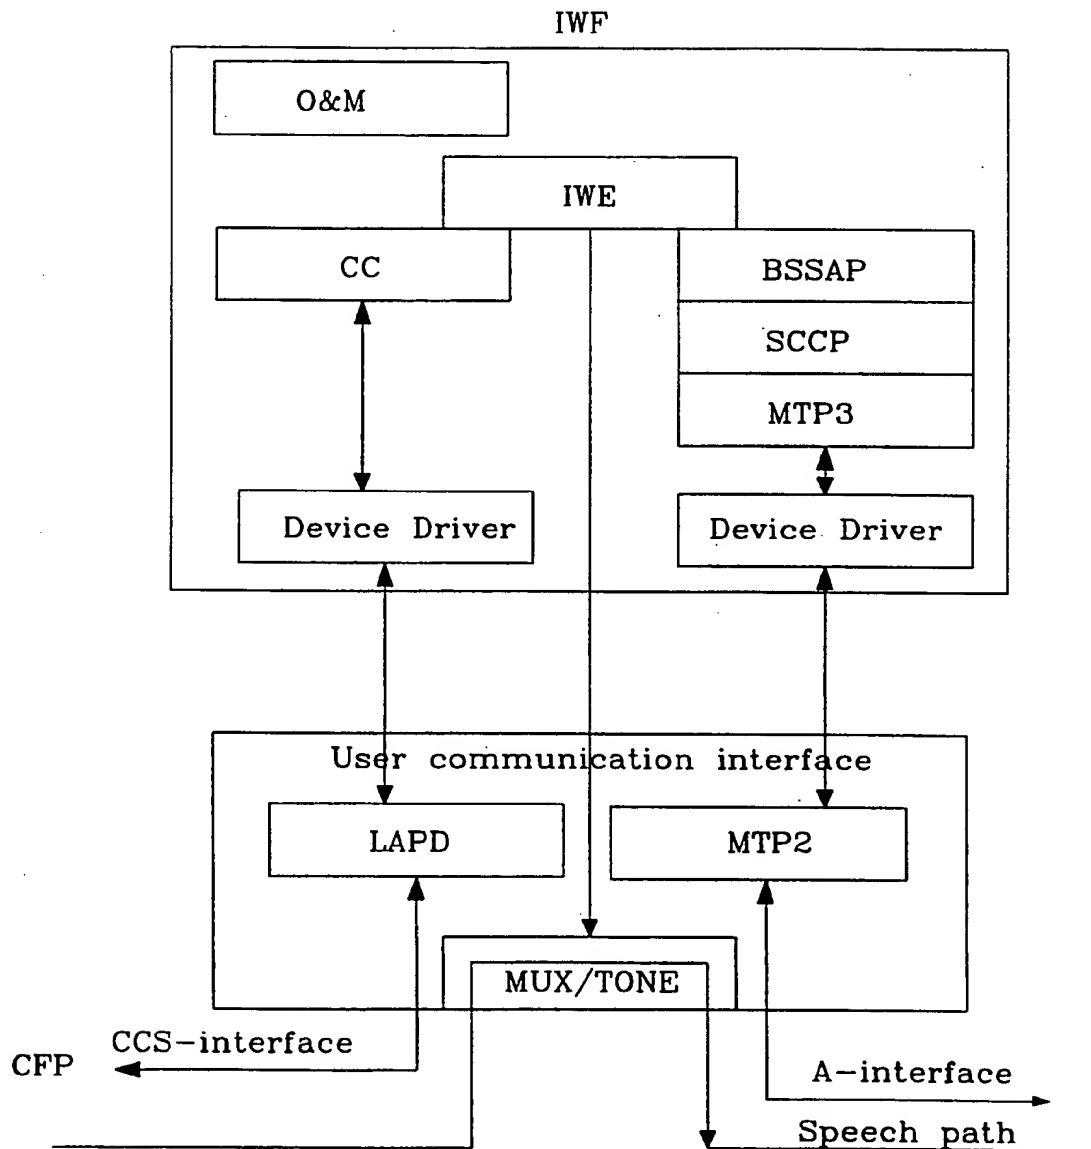 IWF
O&M
IWE
CC
BSSAP
SCCP
MTP3
Device Driver
Device Driver
User communication interface
LAPD
MTP2
MUX/TONE
CCS-interface
CFP
A-interface
Speech path